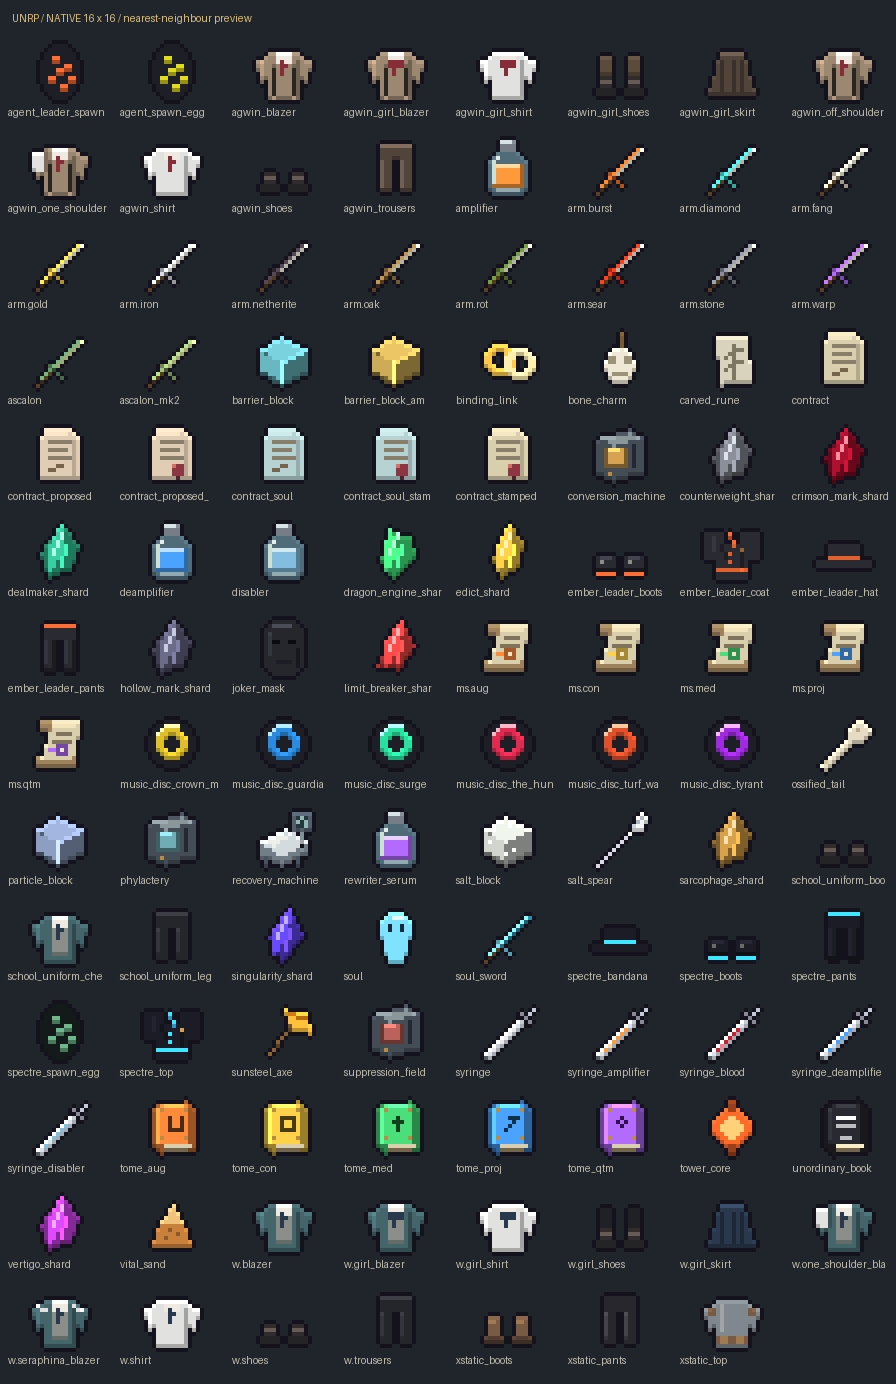 UNRP / NATIVE 16 x 16 / nearest-neighbour preview
agent_leader_spawn agent_spawn_egg agwin_blazer agwin_girl_blazer agwin_girl_shirt agwin_girl_shoes agwin_girl_skirt agwin_off_shoulder
agwin_one_shoulder agwin_shirt agwin_shoes agwin_trousers amplifier arm.burst arm.diamond arm.fang
arm.gold arm.iron arm.netherite arm.oak arm.rot arm.sear arm.stone arm.warp
ascalon ascalon_mk2 barrier_block barrier_block_am binding_link bone_charm carved_rune contract
contract_proposed contract_proposed_ contract_soul contract_soul_stam contract_stamped conversion_machine counterweight_shar crimson_mark_shard
dealmaker_shard deamplifier disabler dragon_engine_shar edict_shard ember_leader_boots ember_leader_coat ember_leader_hat
ember_leader_pants hollow_mark_shard joker_mask limit_breaker_shar ms.aug ms.con ms.med ms.proj
ms.qtm music_disc_crown_m music_disc_guardia music_disc_surge music_disc_the_hun music_disc_turf_wa music_disc_tyrant ossified_tail
particle_block phylactery recovery_machine rewriter_serum salt_block salt_spear sarcophage_shard school_uniform_boo
school_uniform_che school_uniform_leg singularity_shard soul soul_sword spectre_bandana spectre_boots spectre_pants
spectre_spawn_egg spectre_top sunsteel_axe suppression_field syringe syringe_amplifier syringe_blood syringe_deamplifie
syringe_disabler tome_aug tome_con tome_med tome_proj tome_qtm tower_core unordinary_book
vertigo_shard vital_sand w.blazer w.girl_blazer w.girl_shirt w.girl_shoes w.girl_skirt w.one_shoulder_bla
w.seraphina_blazer w.shirt w.shoes w.trousers xstatic_boots xstatic_pants xstatic_top